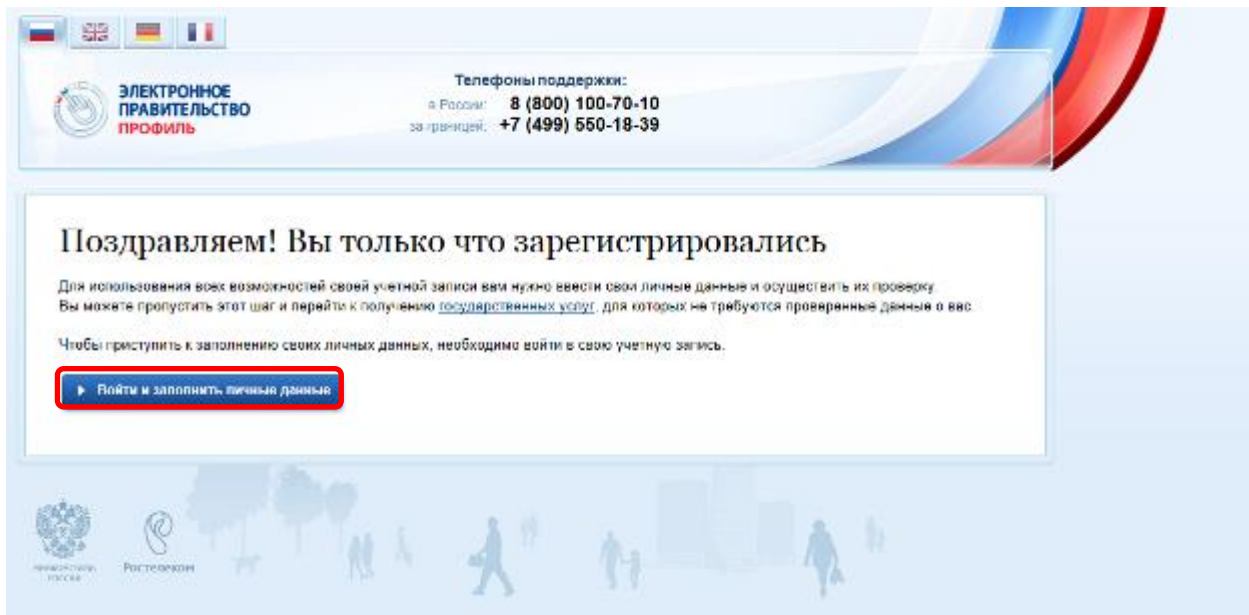 ЭЛЕКТРОННОЕ
ПРАВИТЕЛЬСТВО
ПРОФИЛЬ
Телефоны поддержки:
в России: 8 (800) 100-70-10
за границей: +7 (499) 550-18-39
Поздравляем! Вы только что зарегистрировались
Для использования всех возможностей своей учетной записи вам нужно ввести свои личные данные и осуществить их проверку.
Вы можете пропустить этот шаг и перейти к получению государственных услуг, для которых не требуются проверенные данные о вас.
Чтобы приступить к заполнению своих личных данных, необходимо войти в свою учетную запись.
Войти и заполнить личные данные
Ростелеком
России